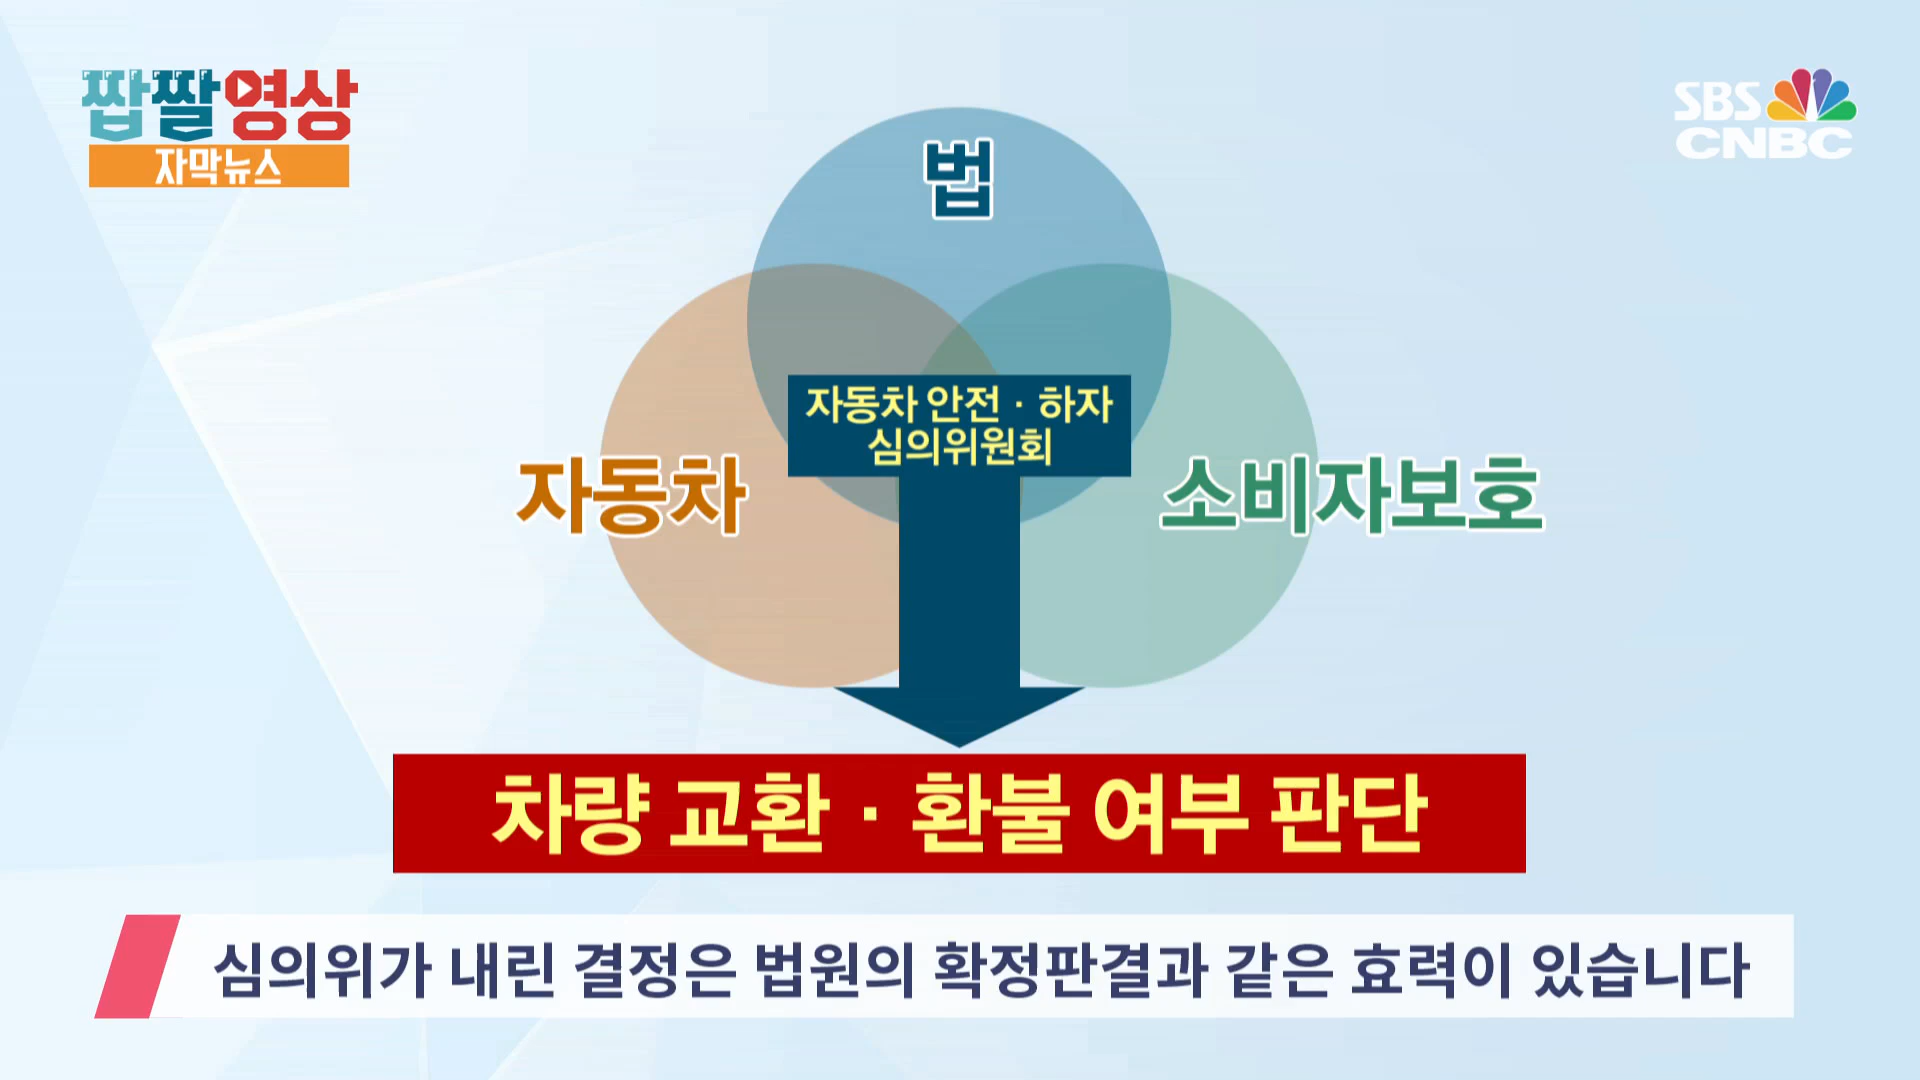 짭짤영상
자막뉴스
SBS
CNBC
법
자동차 안전 · 하자
심의위원회
자동차
소비자보호
차량 교환 · 환불 여부 판단
심의위가 내린 결정은 법원의 확정판결과 같은 효력이 있습니다